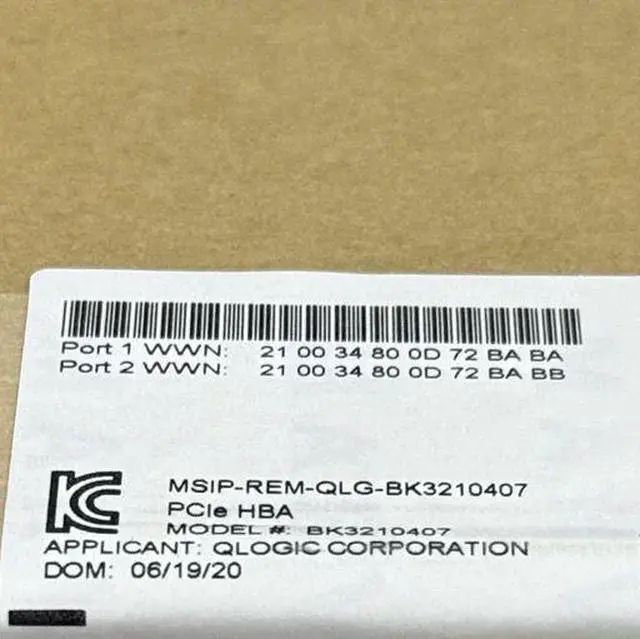 Port 1 WWN: 21 00 34 80 0D 72 BA BA
Port 2 WWN: 21 00 34 80 0D 72 BA BB
KC
MSIP-REM-QLG-BK3210407
PCIe HBA
MODEL #: BK3210407
APPLICANT: QLOGIC CORPORATION
DOM: 06/19/20